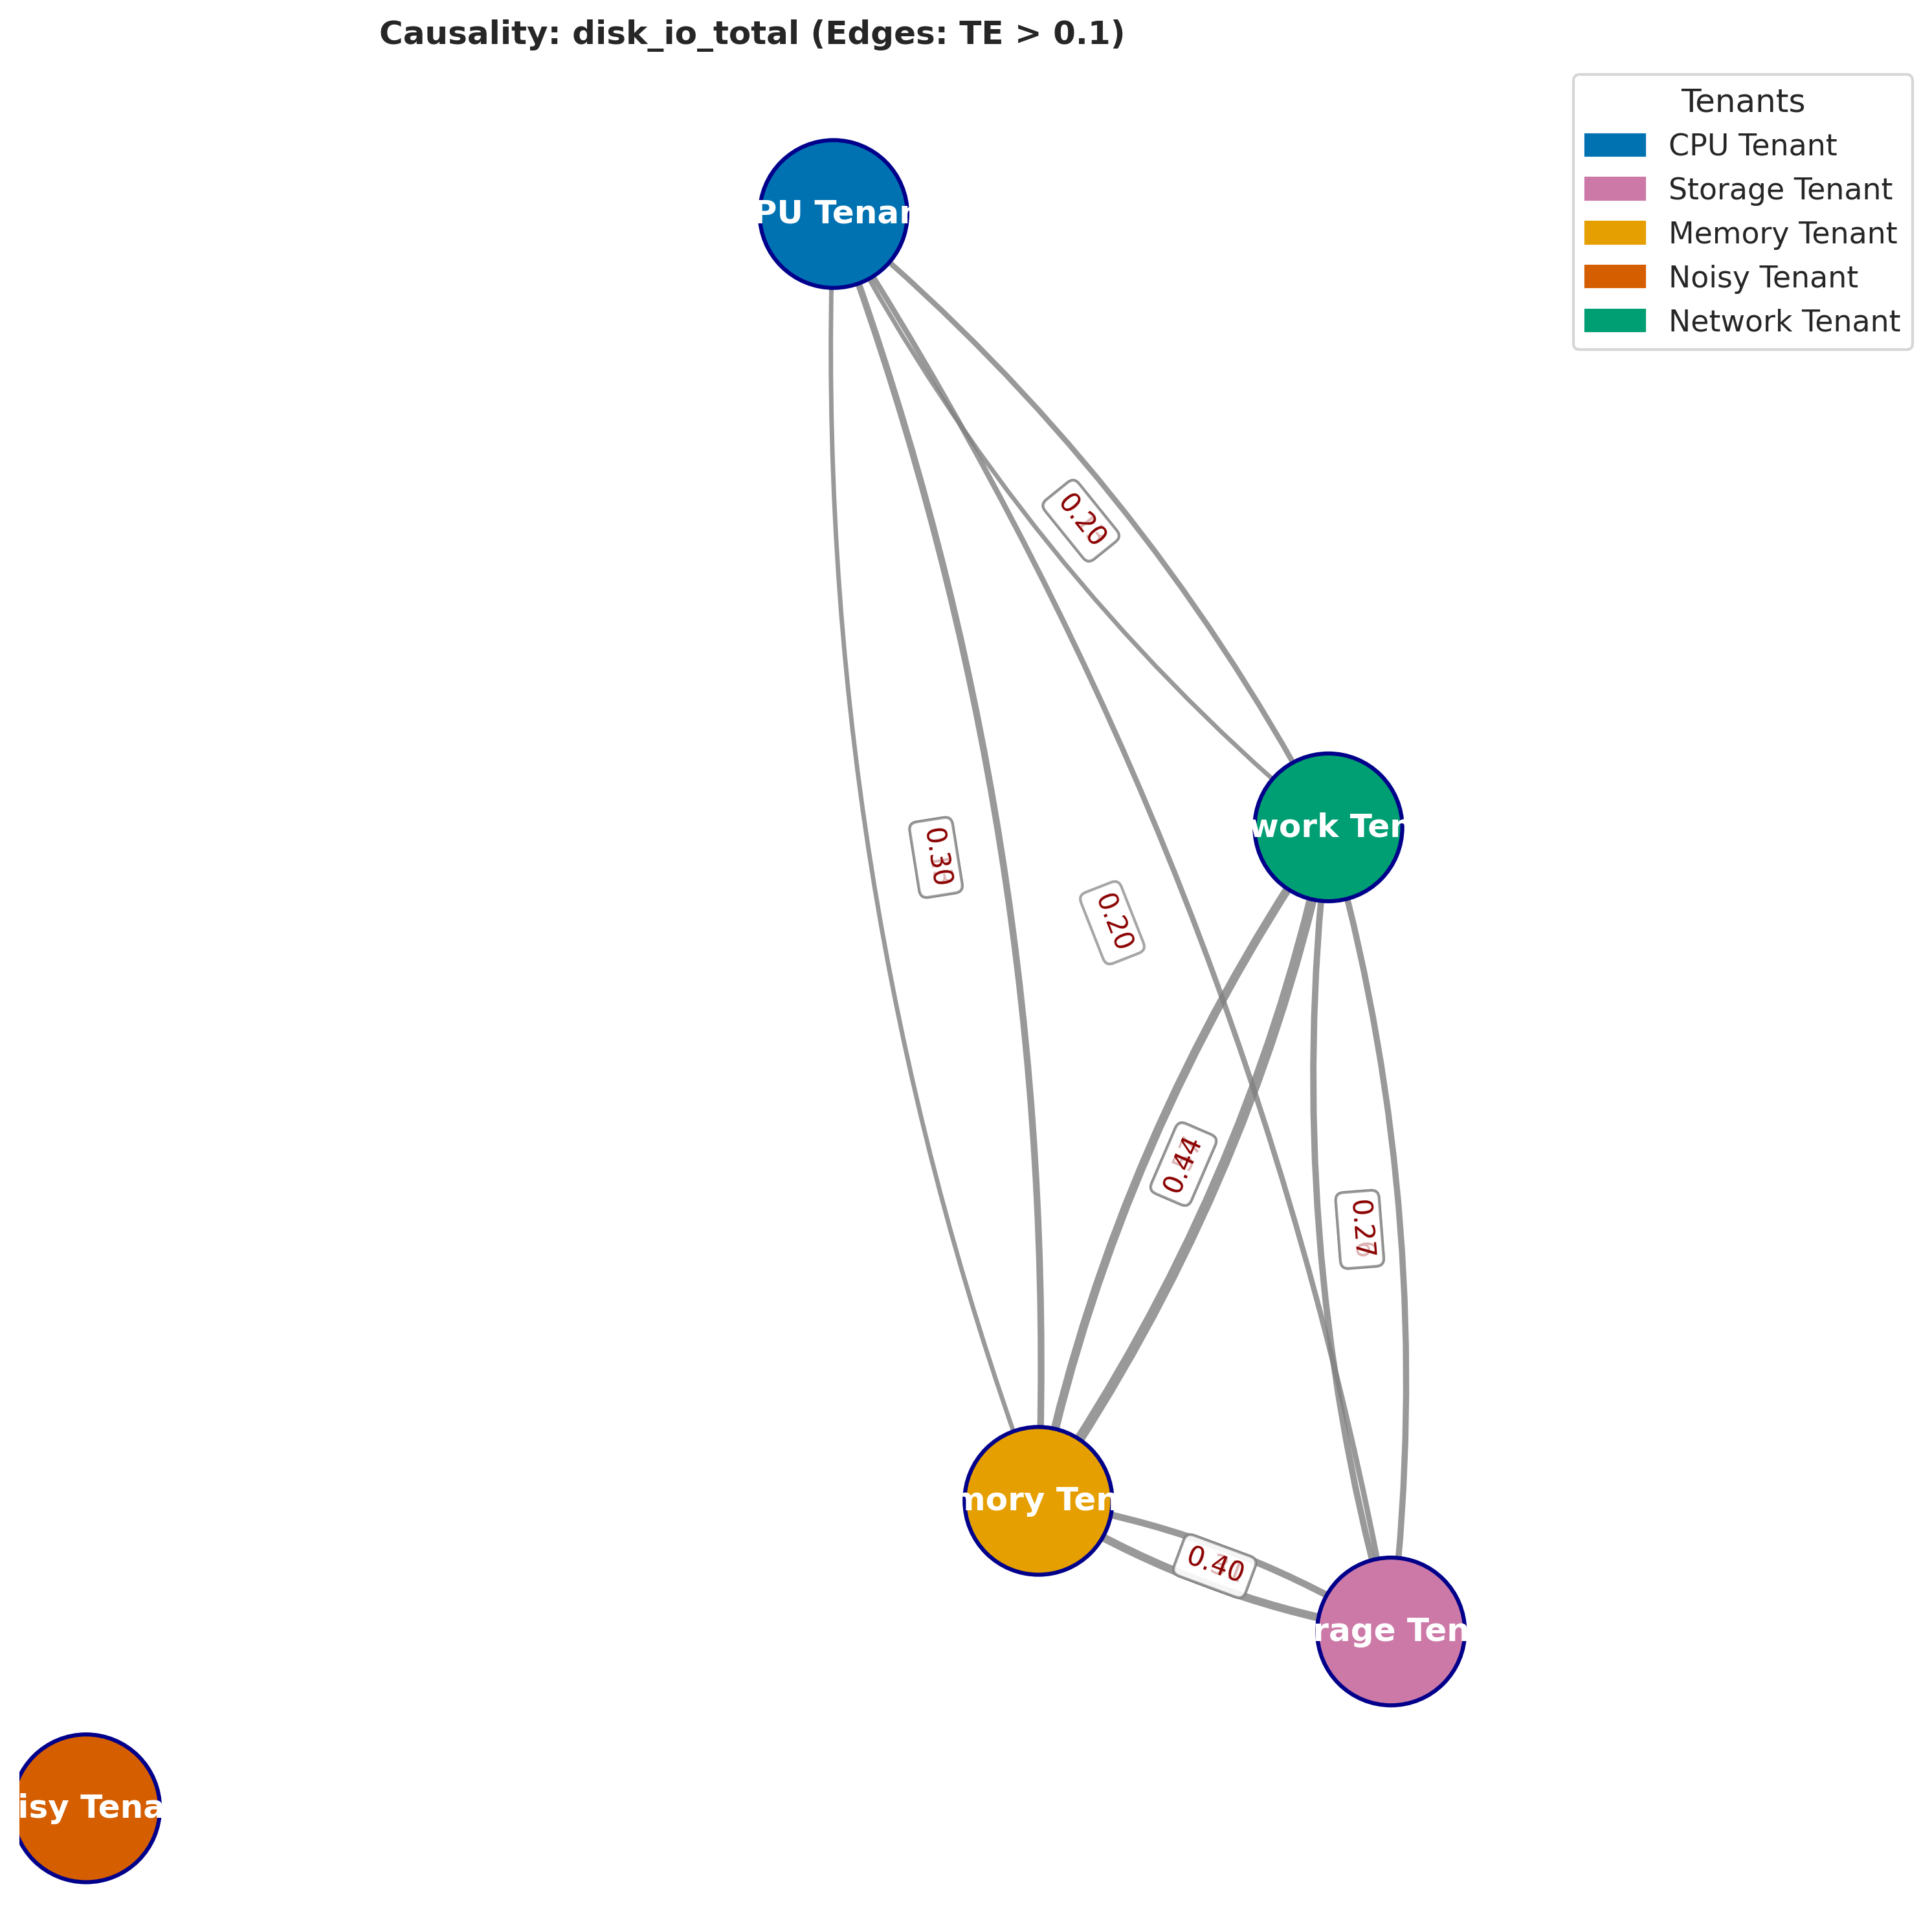 Causality: disk_io_total (Edges: TE > 0.1)
Tenants
CPU Tenant
Storage Tenant
Memory Tenant
Noisy Tenant
Network Tenant
PU Tenan
0.20
work Ten
0.30
0.20
0.44
0.27
mory Ten
0.40
rage Ten
isy Tena